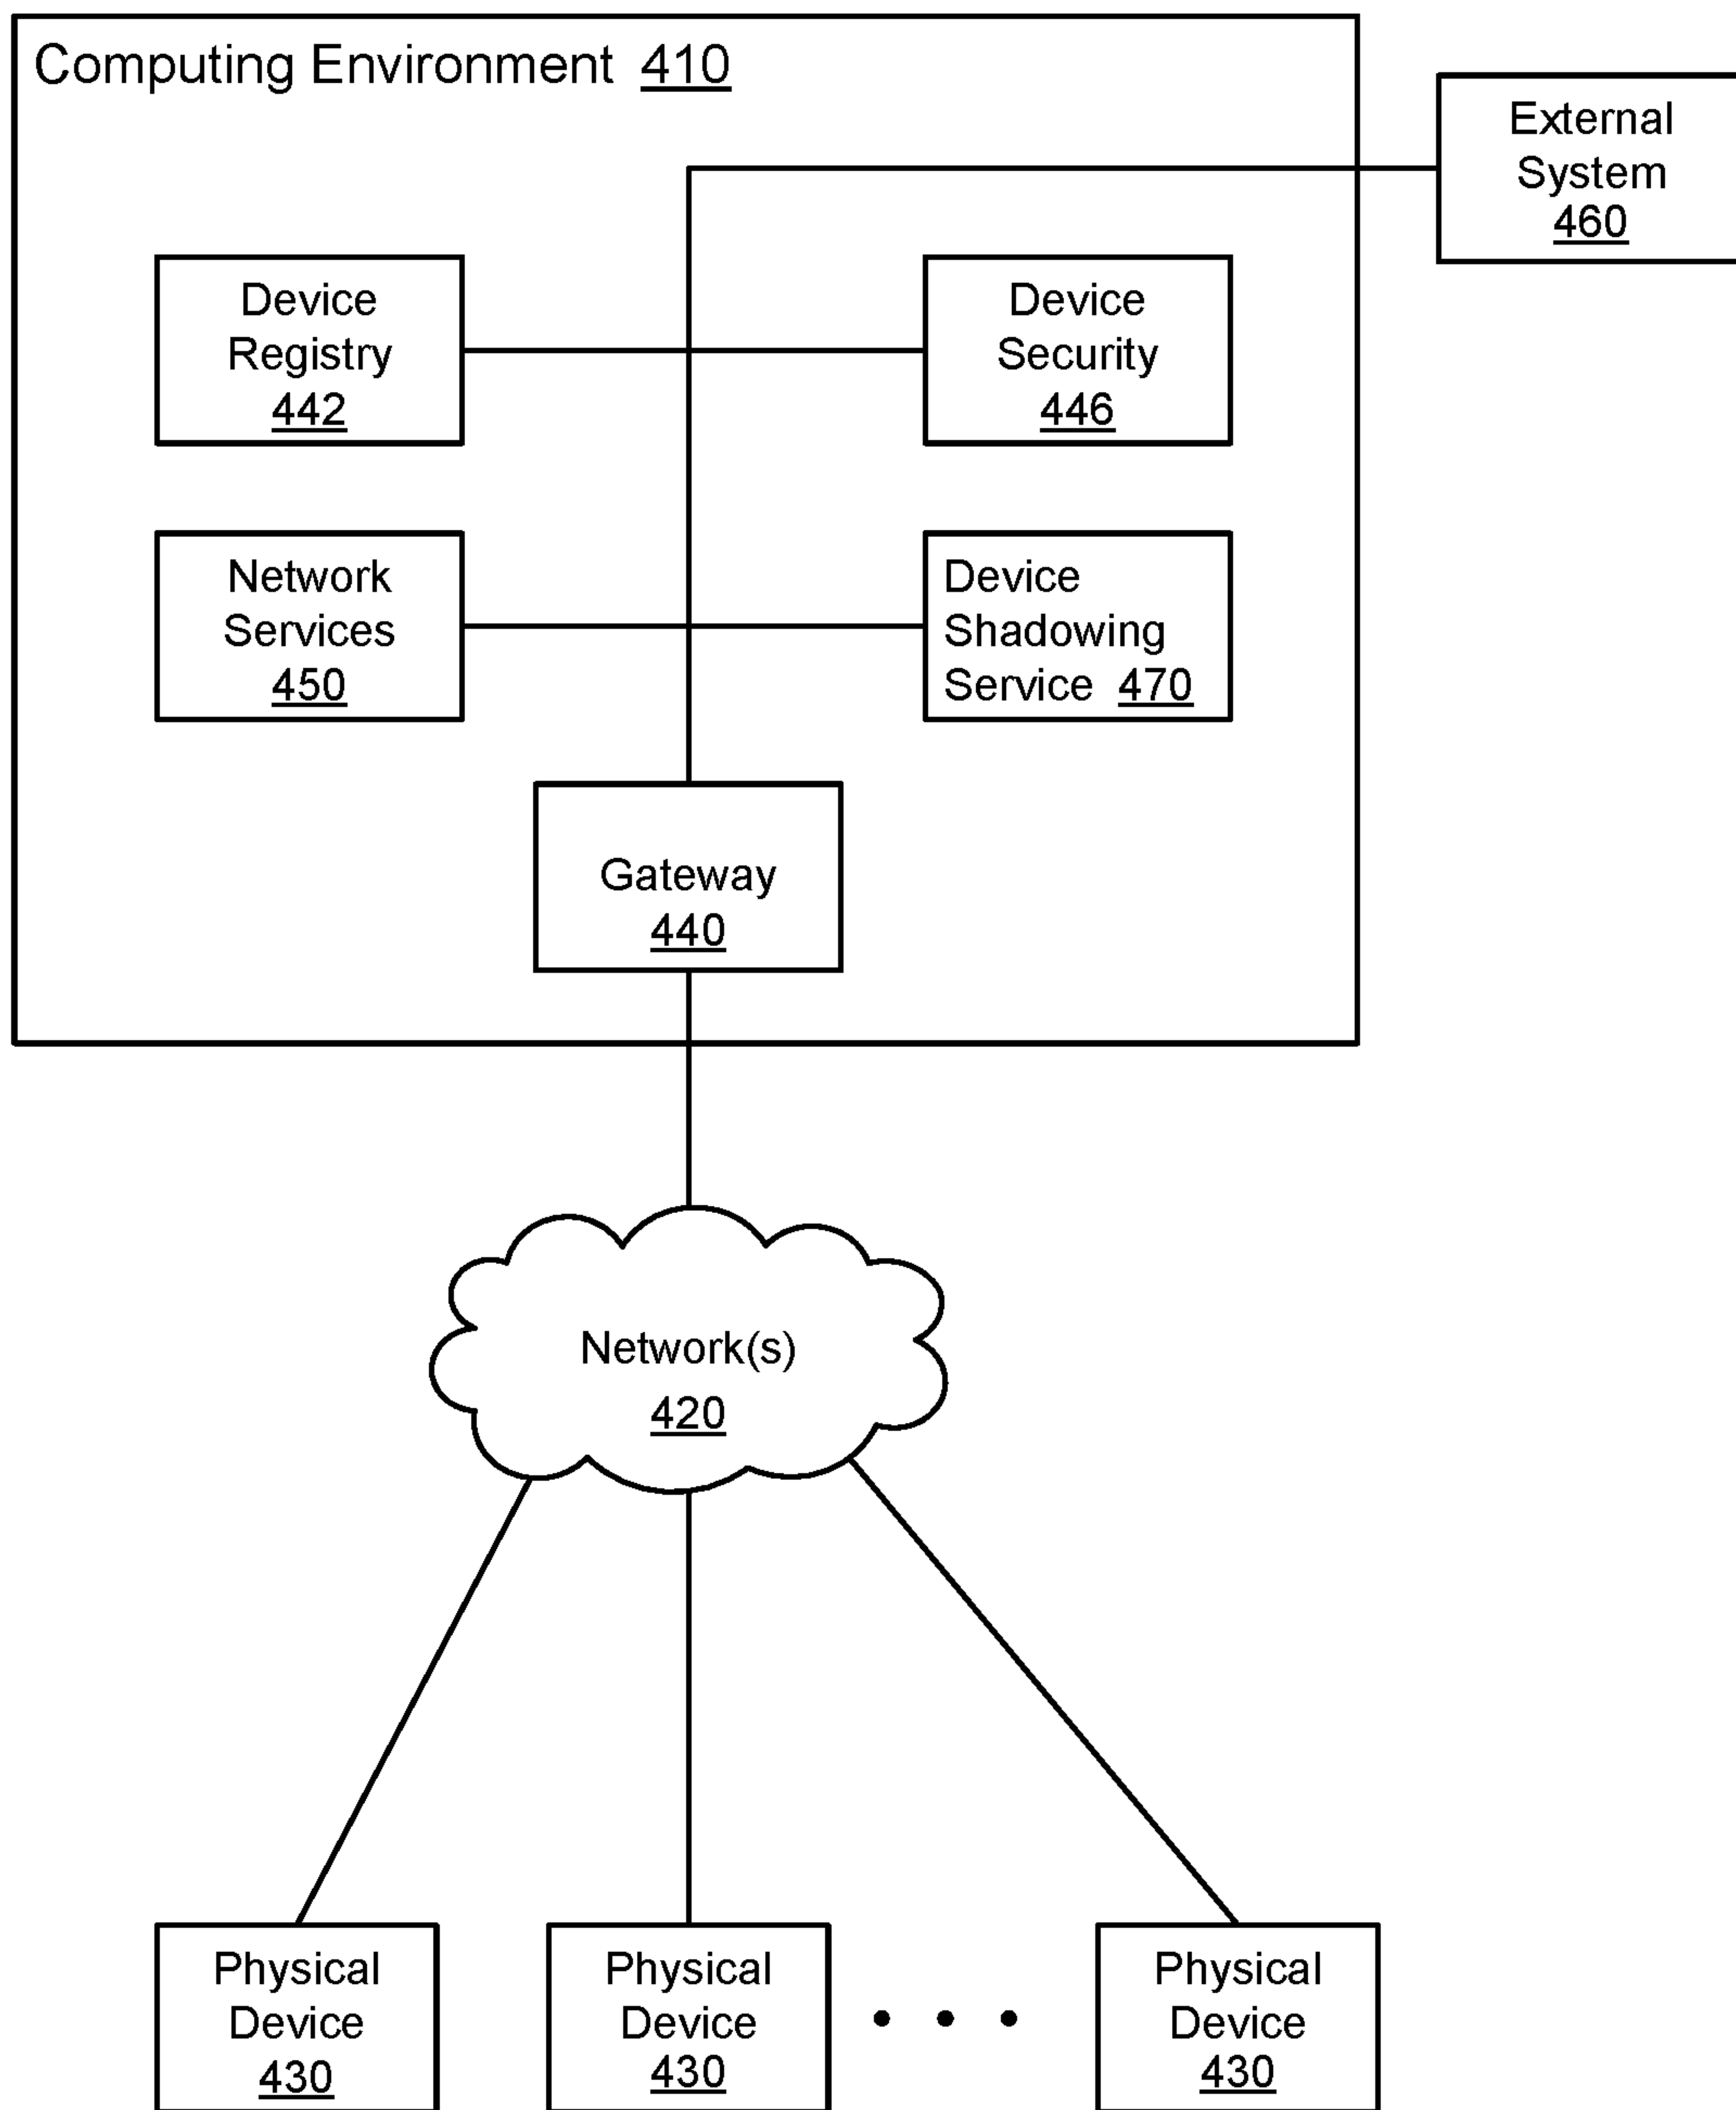 Computing Environment 410
External
System
460
Device
Registry
442
Device
Security
446
Network
Services
450
Device
Shadowing
Service 470
Gateway
440
Network(s)
420
Physical
Device
430
Physical
Device
430
Physical
Device
430